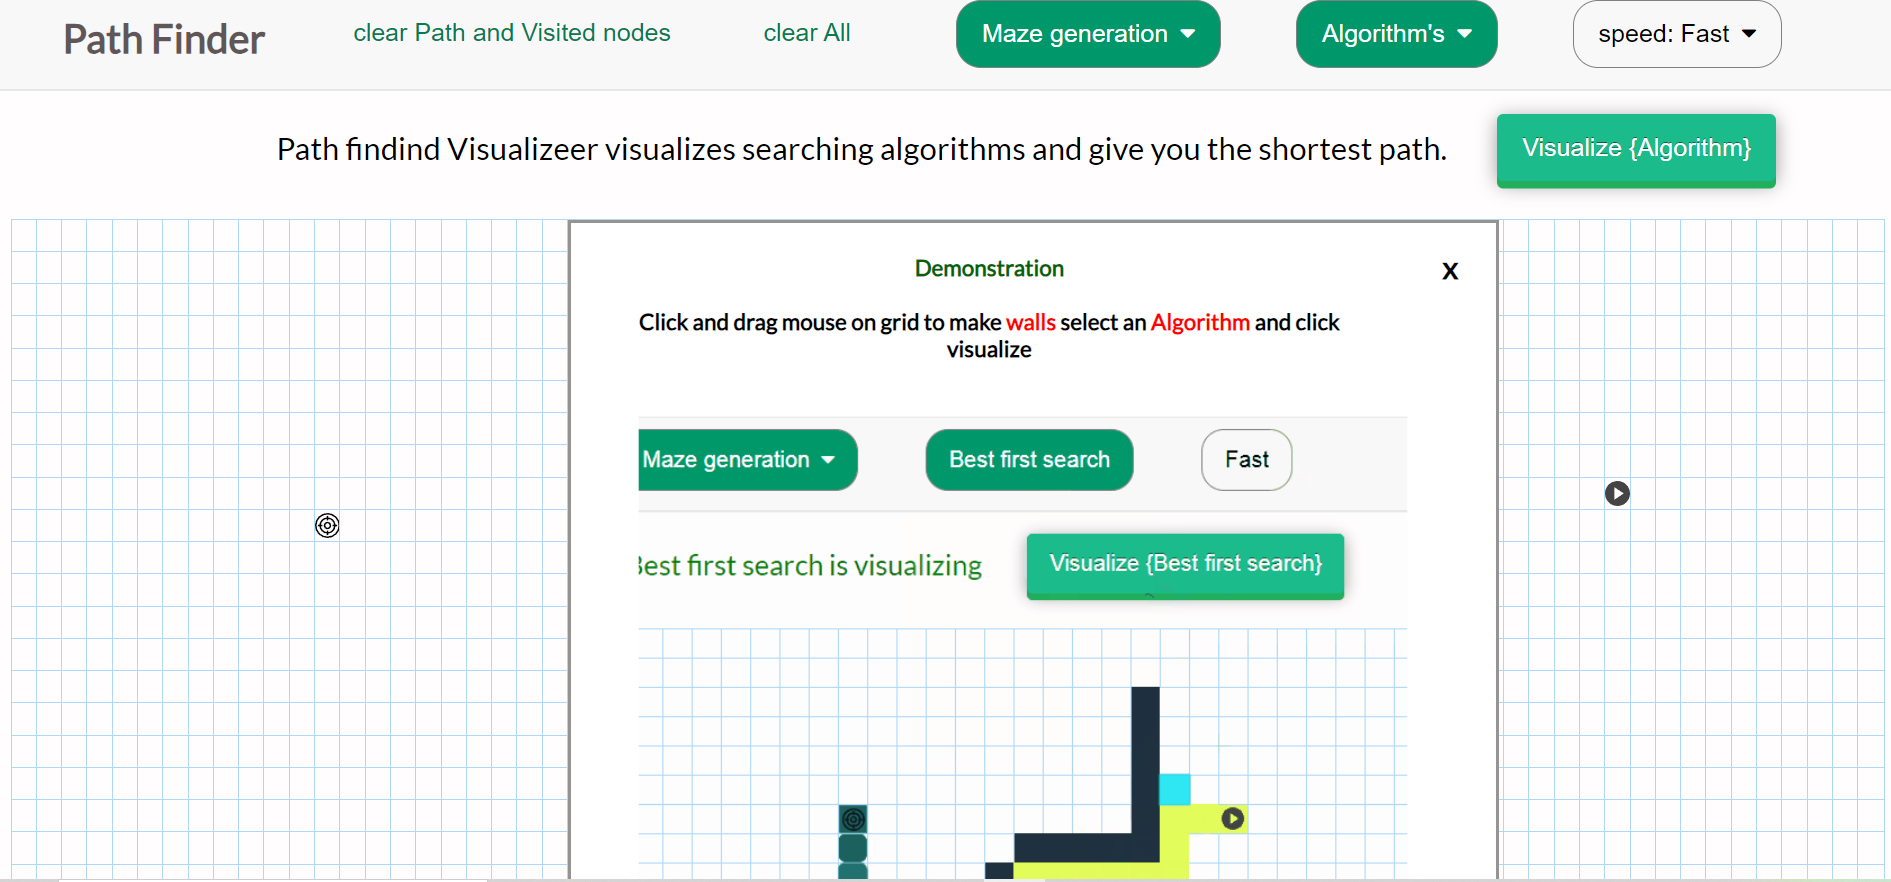 Path Finder
clear Path and Visited nodes
clear All
Maze generation
Algorithm's
speed: Fast
Path findind Visualizeer visualizes searching algorithms and give you the shortest path.
Visualize {Algorithm}
Demonstration
X
Click and drag mouse on grid to make walls select an Algorithm and click
visualize
Maze generation
Best first search
Fast
Best first search is visualizing
Visualize {Best first search}